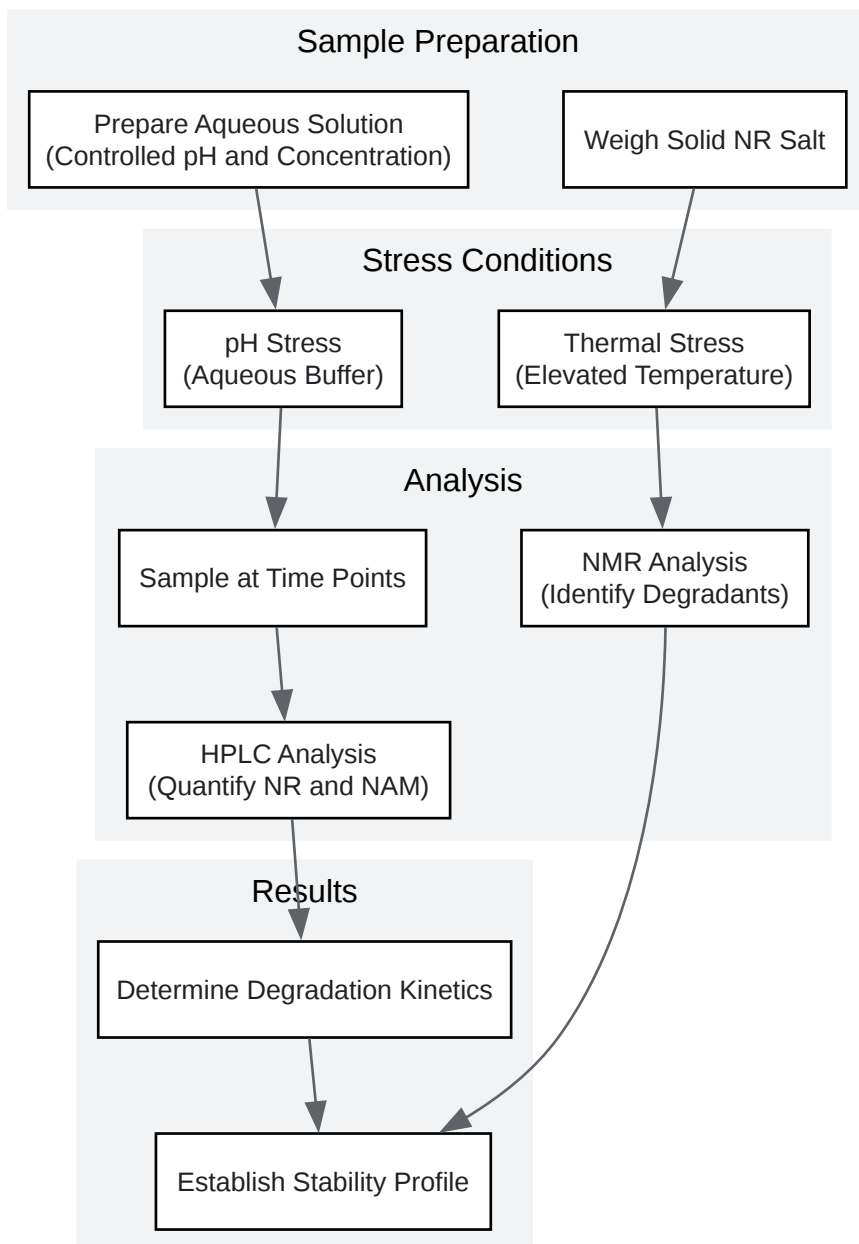 Sample Preparation
Prepare Aqueous Solution
(Controlled pH and Concentration)
Weigh Solid NR Salt
Stress Conditions
pH Stress
(Aqueous Buffer)
Thermal Stress
(Elevated Temperature)
Analysis
Sample at Time Points
NMR Analysis
(Identify Degradants)
HPLC Analysis
(Quantify NR and NAM)
Results
Determine Degradation Kinetics
Establish Stability Profile